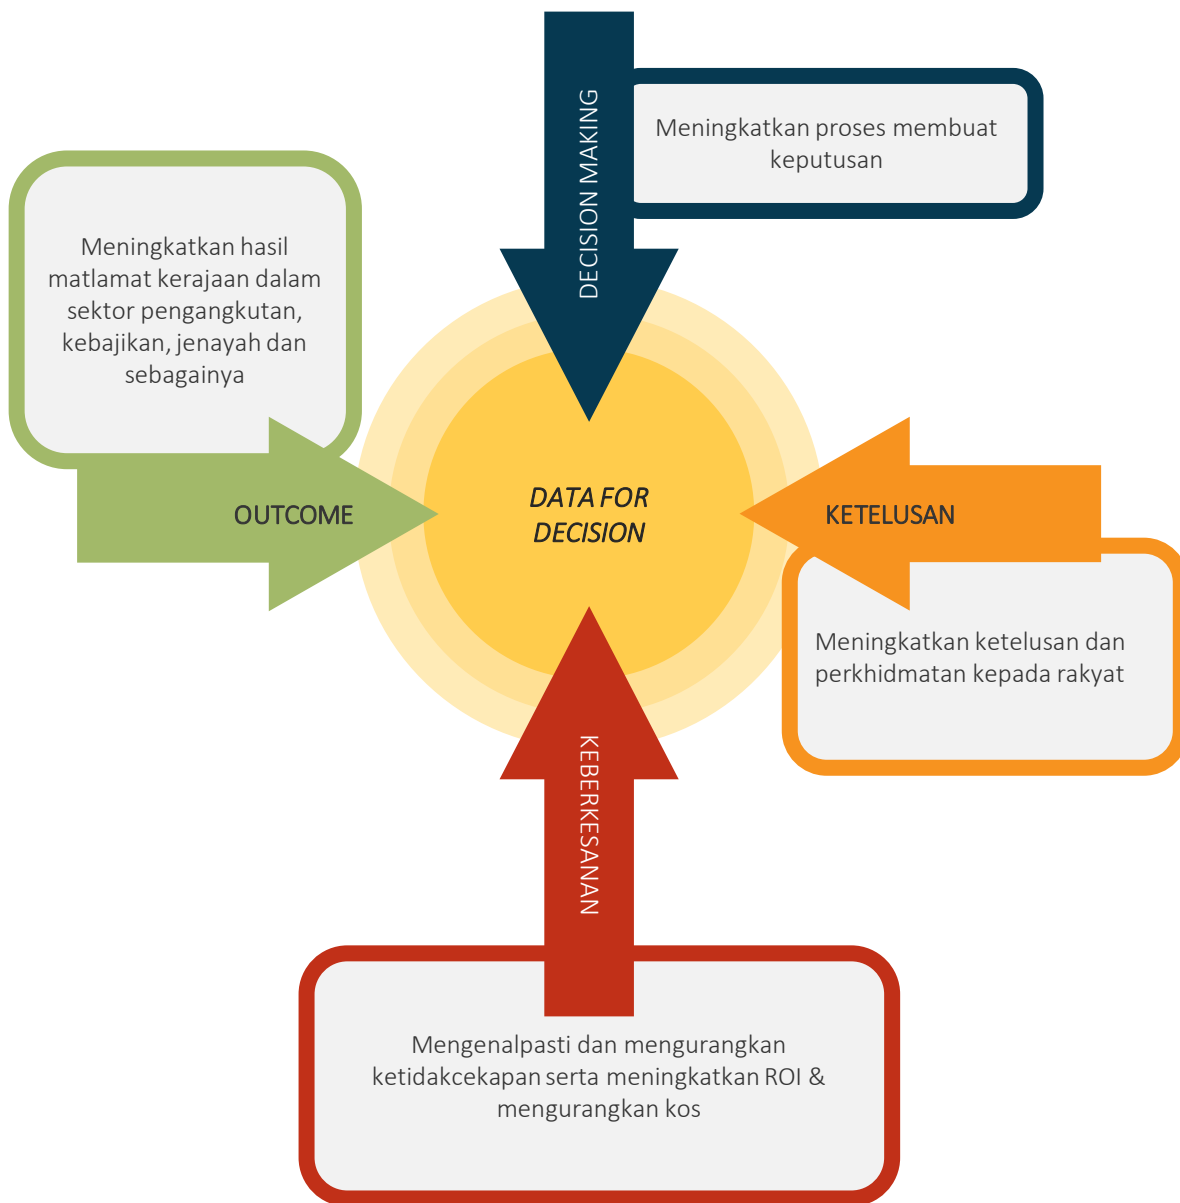 DECISION MAKING
Meningkatkan proses membuat
keputusan
Meningkatkan hasil
matlamat kerajaan dalam
sektor pengangkutan,
kebajikan, jenayah dan
sebagainya
OUTCOME
DATA FOR
DECISION
KETELUSAN
Meningkatkan ketelusan dan
perkhidmatan kepada rakyat
KEBERKESANAN
Mengenalpasti dan mengurangkan
ketidakcekapan serta meningkatkan ROI &
mengurangkan kos